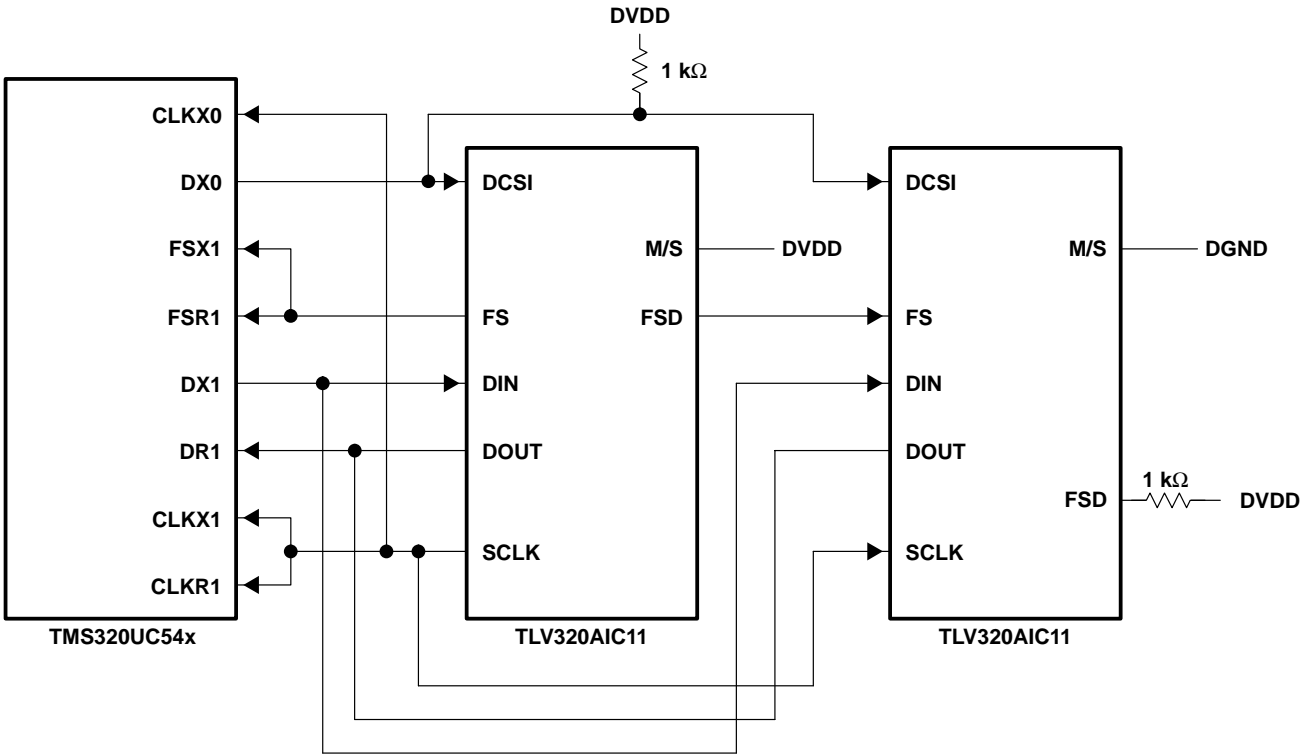 DVDD
1 kΩ
CLKX0
DX0
FSX1
FSR1
DX1
DR1
CLKX1
CLKR1
TMS320UC54x
DCSI
M/S
DVDD
FS
FSD
DIN
DOUT
SCLK
TLV320AIC11
DCSI
M/S
DGND
FS
DIN
DOUT
FSD
1 kΩ
DVDD
SCLK
TLV320AIC11